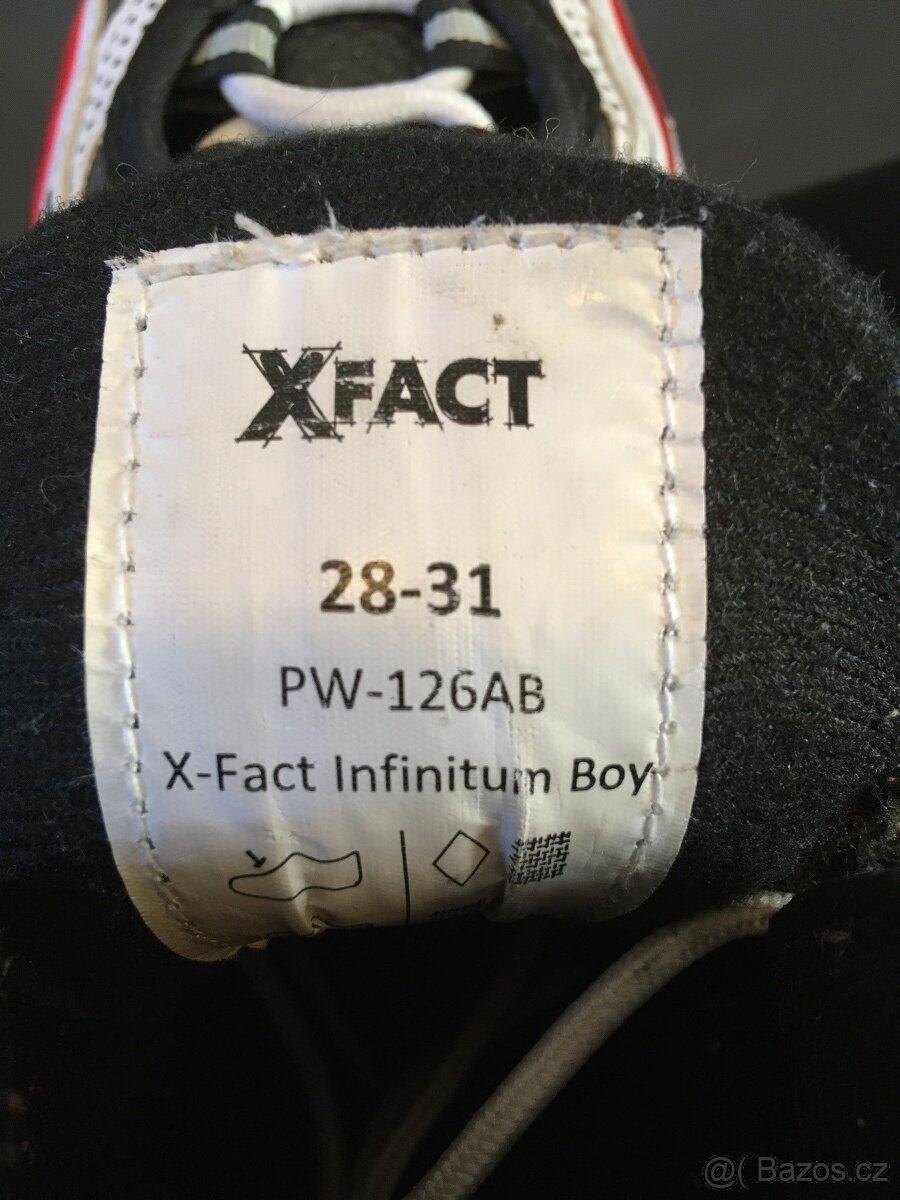 XFACT
28-31
PW-126AB
X-Fact Infinitum Boy
@( Bazos.cz